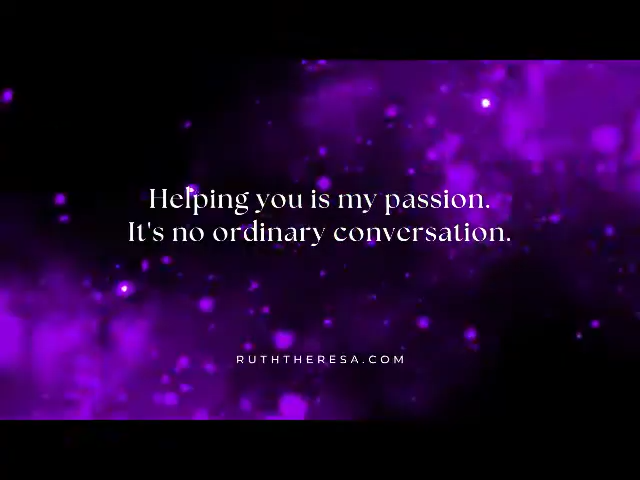 Helping you is my passion.
It's no ordinary conversation.
RUTHTHERESA.COM